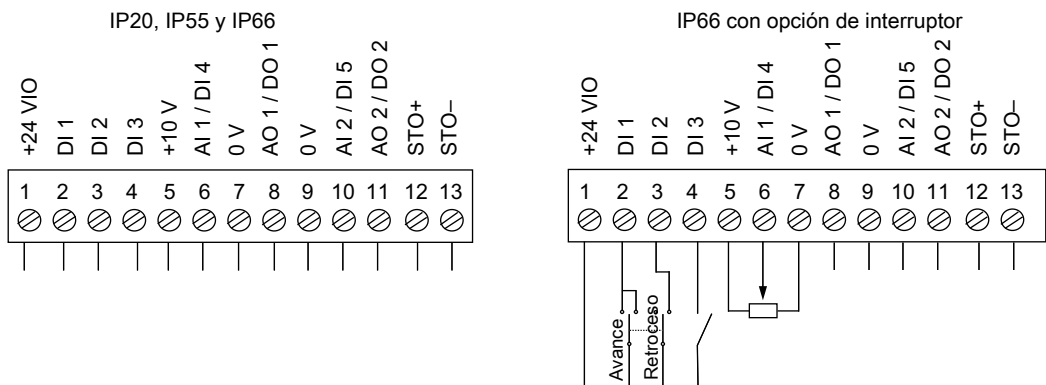 IP20, IP55 y IP66
+24 VIO
DI 1
DI 2
DI 3
+10 V
AI 1 / DI 4
0 V
AO 1 / DO 1
0 V
AI 2 / DI 5
AO 2 / DO 2
STO+
STO–
1 2 3 4 5 6 7 8 9 10 11 12 13
IP66 con opción de interruptor
+24 VIO
DI 1
DI 2
DI 3
+10 V
AI 1 / DI 4
0 V
AO 1 / DO 1
0 V
AI 2 / DI 5
AO 2 / DO 2
STO+
STO–
1 2 3 4 5 6 7 8 9 10 11 12 13
Avance
Retroceso